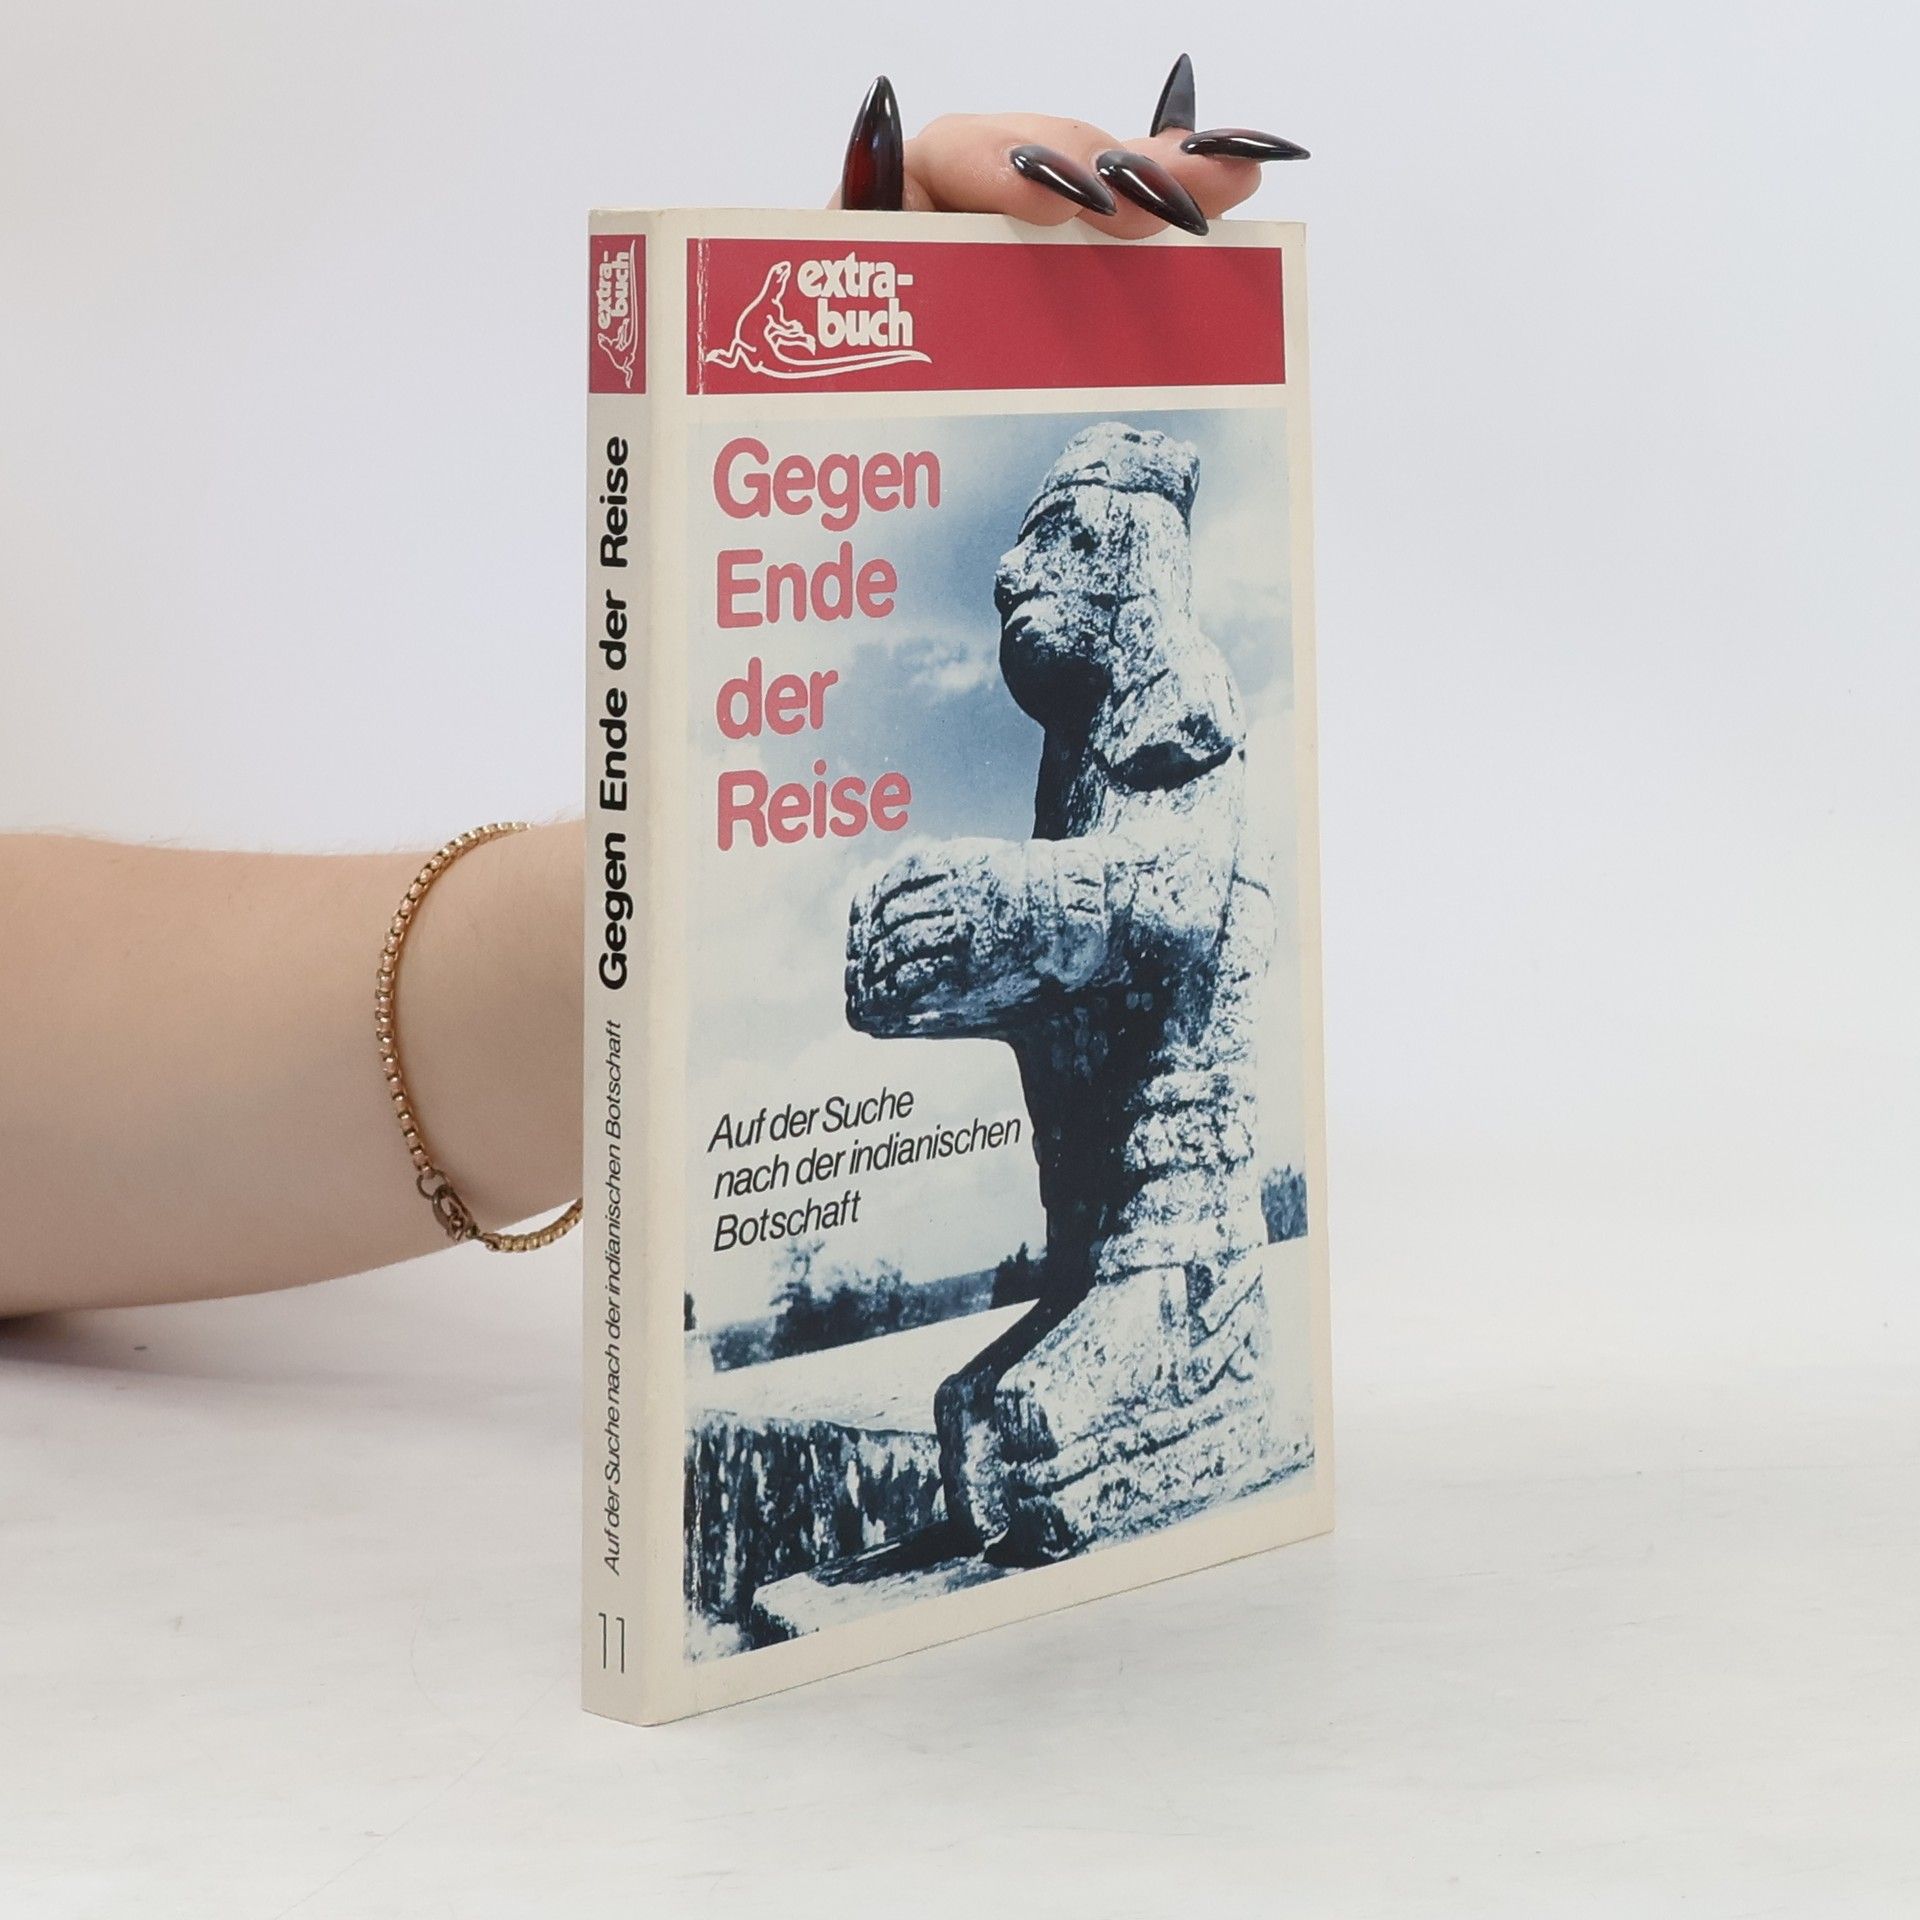 extra-
buch
Gegen
Ende
der
Reise
Auf der Suche
nach der indianischen
Botschaft
extra-
buch
Gegen Ende der Reise
Auf der Suche nach der indianischen Botschaft
11